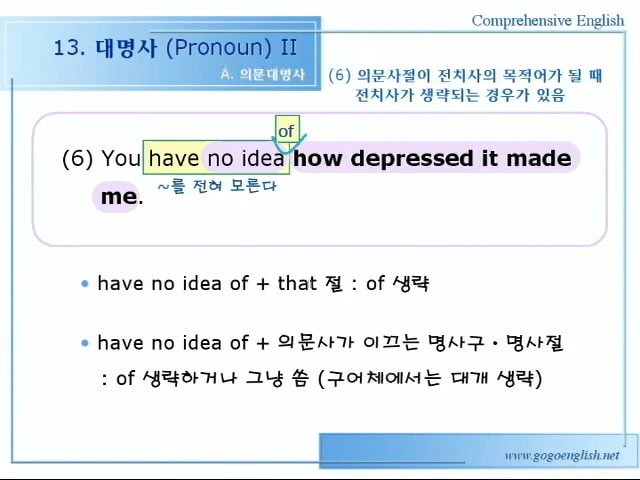 Comprehensive English
13. 대명사 (Pronoun) II
A. 의문대명사
(6) 의문사절이 전치사의 목적어가 될 때
전치사가 생략되는 경우가 있음
of
(6) You have no idea how depressed it made
me.
~를 전혀 모른다
• have no idea of + that 절 : of 생략
• have no idea of + 의문사가 이끄는 명사구·명사절
: of 생략하거나 그냥 씀 (구어체에서는 대개 생략)
www.gogoenglish.net